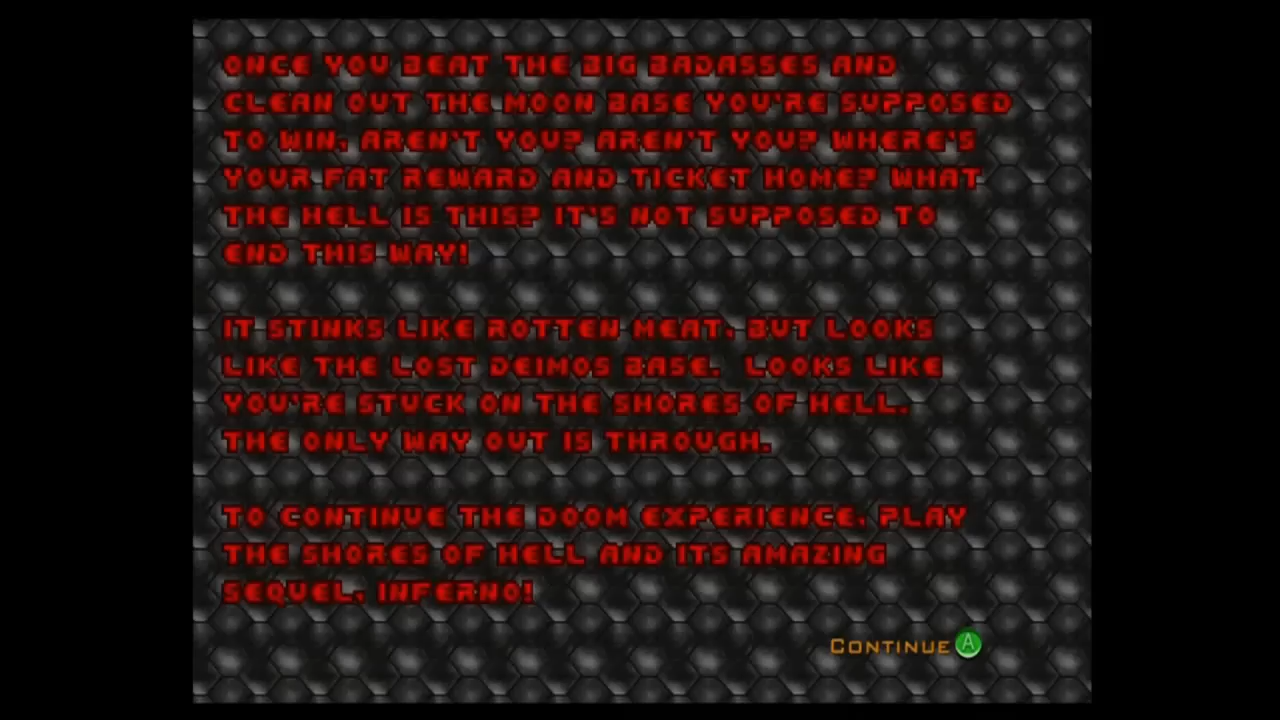 ONCE YOU BEAT THE BIG BADASSES AND
CLEAN OUT THE MOON BASE YOU'RE SUPPOSED
TO WIN, AREN'T YOU? AREN'T YOU? WHERE'S
YOUR FAT REWARD AND TICKET HOME? WHAT
THE HELL IS THIS? IT'S NOT SUPPOSED TO
END THIS WAY!
IT STINKS LIKE ROTTEN MEAT, BUT LOOKS
LIKE THE LOST DEIMOS BASE. LOOKS LIKE
YOU'RE STUCK ON THE SHORES OF HELL.
THE ONLY WAY OUT IS THROUGH.
TO CONTINUE THE DOOM EXPERIENCE, PLAY
THE SHORES OF HELL AND ITS AMAZING
SEQUEL, INFERNO!
CONTINUE A